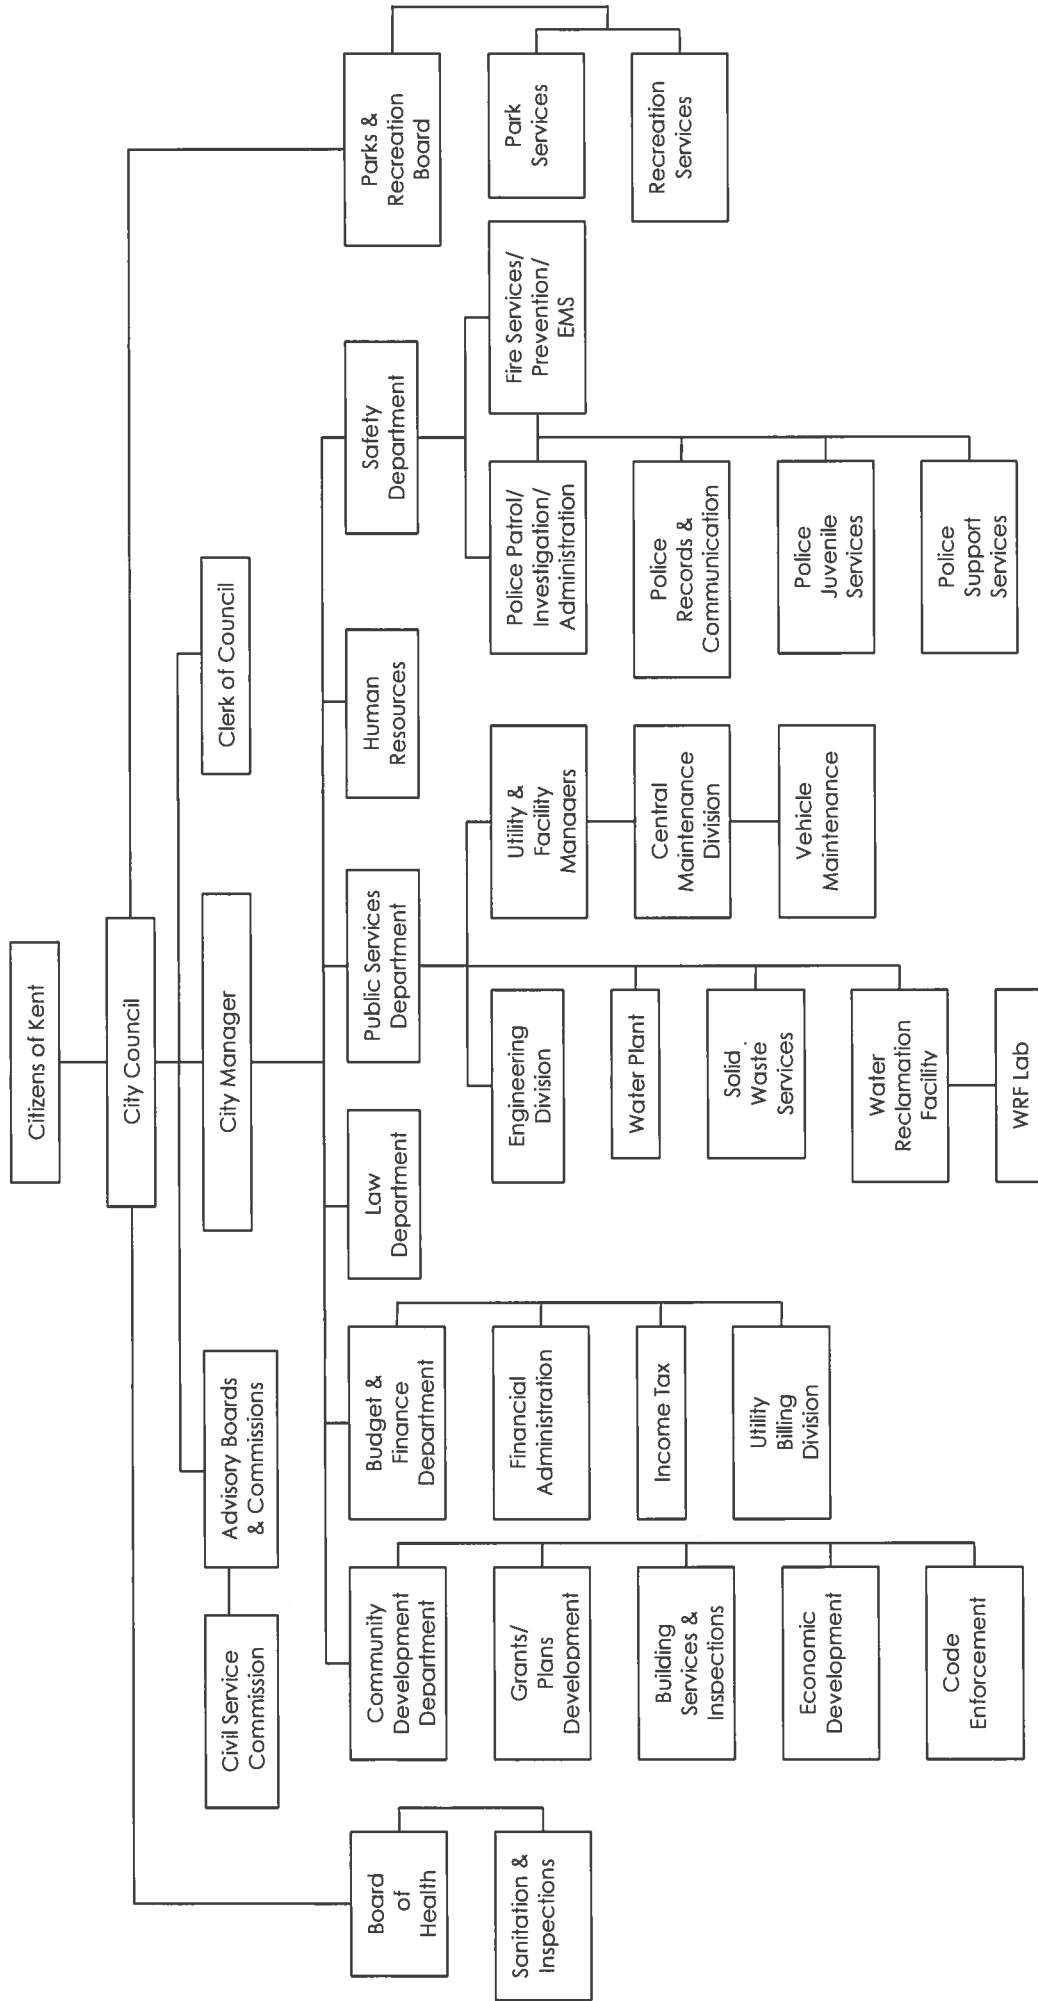 Citizens of Kent
City Council
City Manager
Clerk of Council
Advisory Boards
& Commissions
Civil Service
Commission
Board
of
Health
Sanitation &
Inspections
Community
Development
Department
Grants/
Plans
Development
Building
Services &
Inspections
Economic
Development
Code
Enforcement
Budget &
Finance
Department
Financial
Administration
Income Tax
Utility
Billing
Division
Law
Department
Public Services
Department
Engineering
Division
Water Plant
Solid
Waste
Services
Water
Reclamation
Facility
WRF Lab
Utility &
Facility
Managers
Central
Maintenance
Division
Vehicle
Maintenance
Human
Resources
Safety
Department
Police Patrol/
Investigation/
Administration
Police
Records &
Communication
Police
Juvenile
Services
Police
Support
Services
Fire Services/
Prevention/
EMS
Parks &
Recreation
Board
Park
Services
Recreation
Services